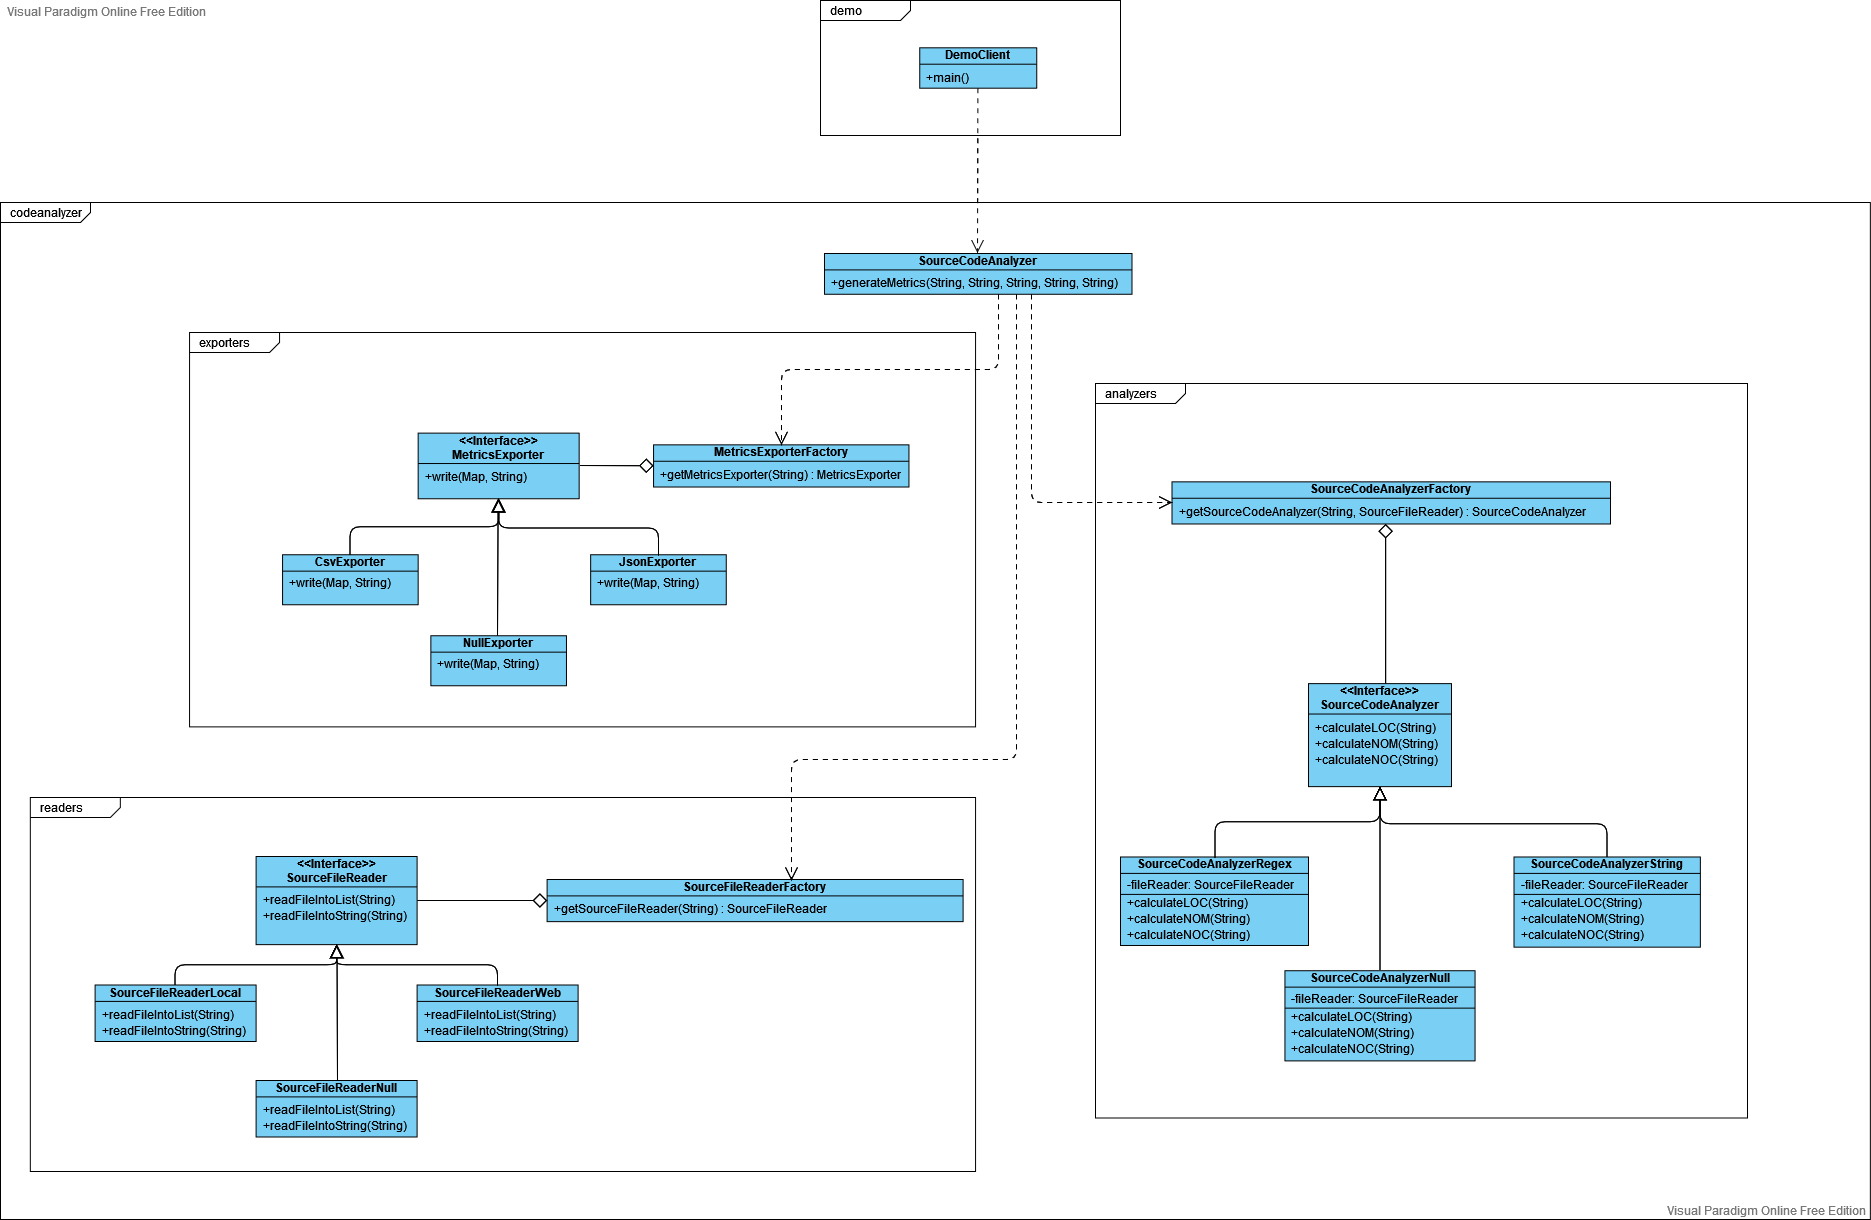 Visual Paradigm Online Free Edition
demo
DemoClient
+main()
codeanalyzer
SourceCodeAnalyzer
+generateMetrics(String, String, String, String, String)
exporters
<<Interface>>
MetricsExporter
+write(Map, String)
MetricsExporterFactory
+getMetricsExporter(String) : MetricsExporter
CsvExporter
+write(Map, String)
JsonExporter
+write(Map, String)
NullExporter
+write(Map, String)
analyzers
SourceCodeAnalyzerFactory
+getSourceCodeAnalyzer(String, SourceFileReader) : SourceCodeAnalyzer
<<Interface>>
SourceCodeAnalyzer
+calculateLOC(String)
+calculateNOM(String)
+calculateNOC(String)
SourceCodeAnalyzerRegex
-fileReader: SourceFileReader
+calculateLOC(String)
+calculateNOM(String)
+calculateNOC(String)
SourceCodeAnalyzerString
-fileReader: SourceFileReader
+calculateLOC(String)
+calculateNOM(String)
+calculateNOC(String)
SourceCodeAnalyzerNull
-fileReader: SourceFileReader
+calculateLOC(String)
+calculateNOM(String)
+calculateNOC(String)
readers
<<Interface>>
SourceFileReader
+readFileIntoList(String)
+readFileIntoString(String)
SourceFileReaderFactory
+getSourceFileReader(String) : SourceFileReader
SourceFileReaderLocal
+readFileIntoList(String)
+readFileIntoString(String)
SourceFileReaderWeb
+readFileIntoList(String)
+readFileIntoString(String)
SourceFileReaderNull
+readFileIntoList(String)
+readFileIntoString(String)
Visual Paradigm Online Free Edition